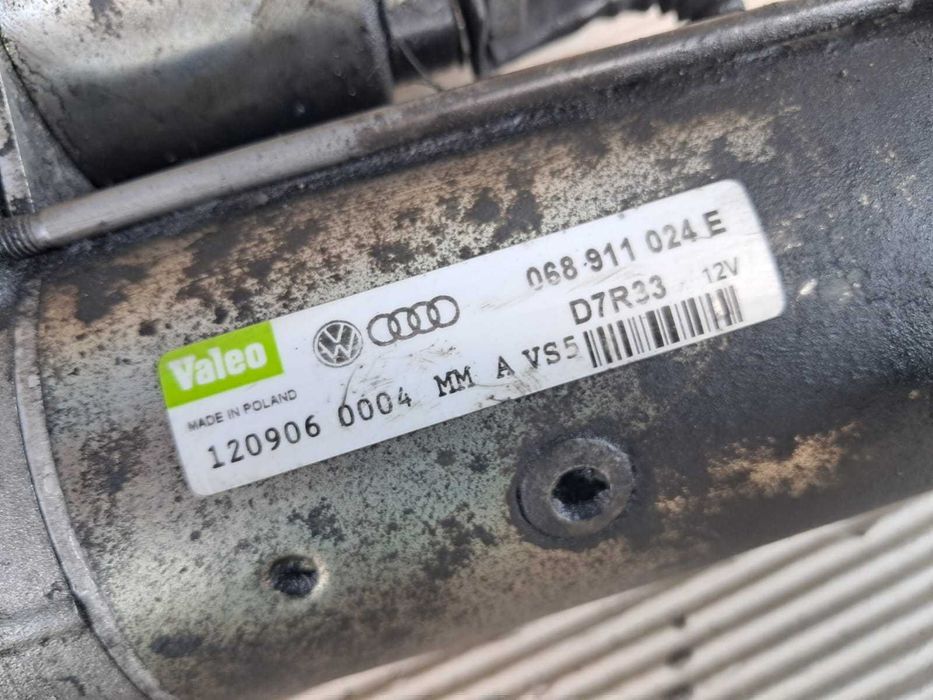 Valeo
MADE IN POLAND
068 911 024 E
D7R33 12V
120906 0004 MM A VS5